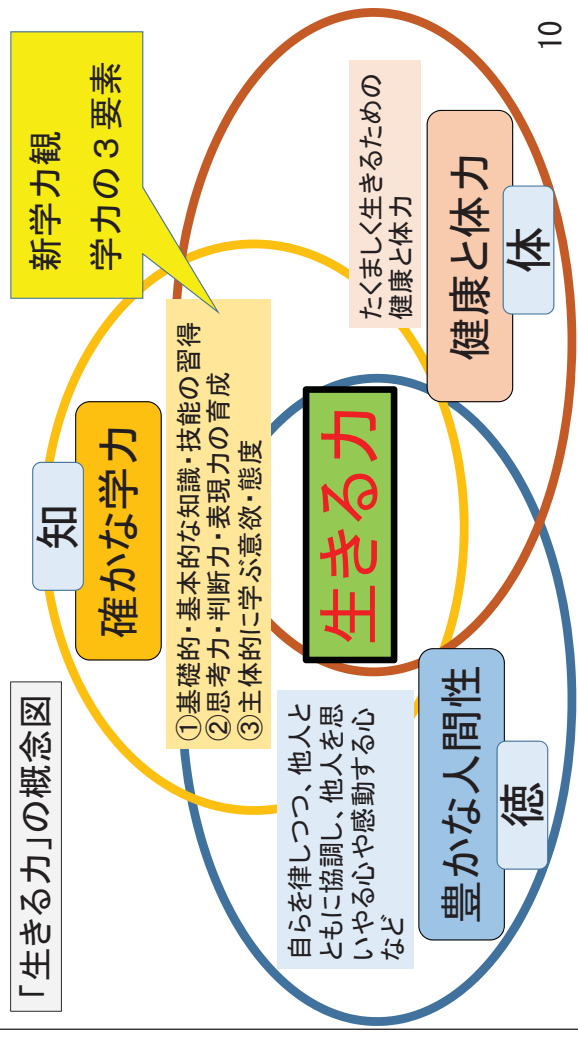 「生きる力」の概念図
新学力観
学力の３要素
知
確かな学力
①基礎的・基本的な知識・技能の習得
②思考力・判断力・表現力の育成
③主体的に学ぶ意欲・態度
生きる力
自らを律しつつ、他人と
ともに協調し、他人を思
いやる心や感動する心
など
豊かな人間性
徳
たくましく生きるための
健康と体力
健康と体力
体
10